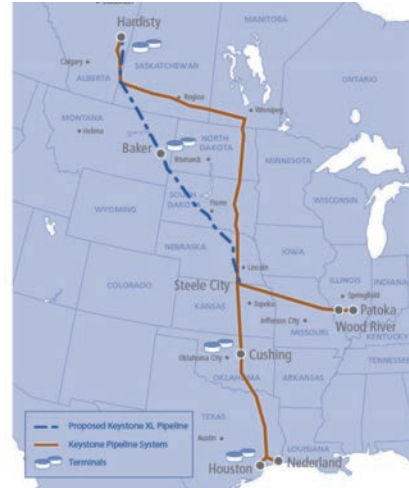 Hardisty
MANITOBA
Calgary
ALBERTA
SASKATCHEWAN
ONTARIO
Regina
Winnipeg
MONTANA
Helena
Baker
NORTH
DAKOTA
Bismarck
MINNESOTA
SOUTH
DAKOTA
Pierre
WISCONSIN
WYOMING
NEBRASKA
IOWA
Lincoln
Steele City
ILLINOIS
INDIANA
Springfield
COLORADO
KANSAS
Topeka
Patoka
Jefferson City
Wood River
MISSOURI
KENTUCKY
TENNESSEE
Oklahoma City
Cushing
OKLAHOMA
ARKANSAS
TEXAS
Austin
LOUISIANA
Houston
Nederland
Proposed Keystone XL Pipeline
Keystone Pipeline System
Terminals